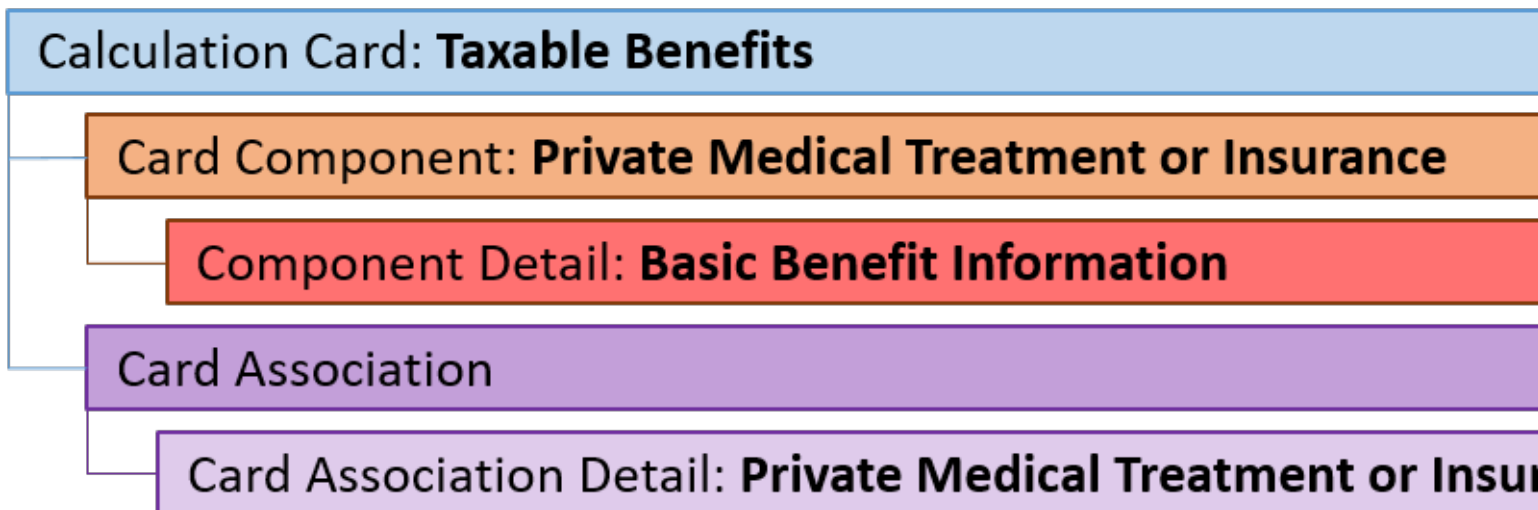 Calculation Card: Taxable Benefits
Card Component: Private Medical Treatment or Insurance
Component Detail: Basic Benefit Information
Card Association
Card Association Detail: Private Medical Treatment or